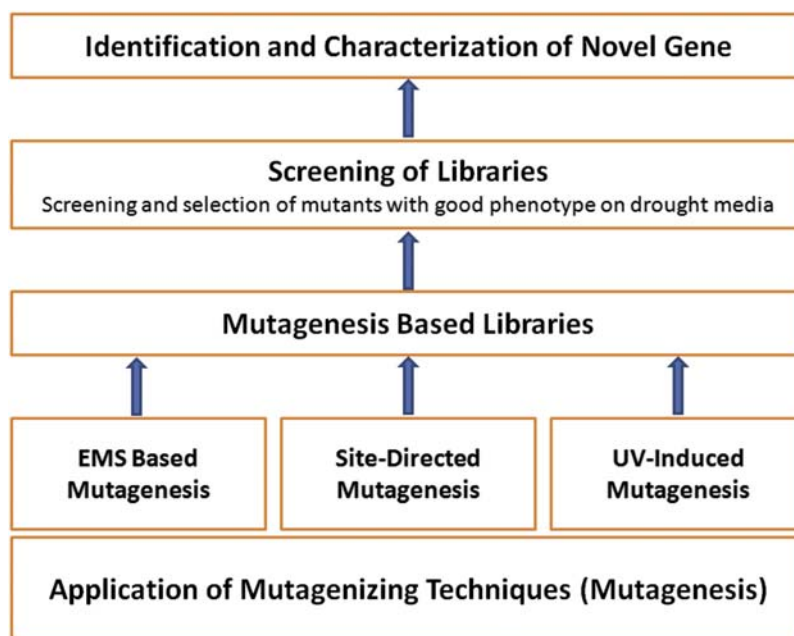 Identification and Characterization of Novel Gene
Screening of Libraries
Screening and selection of mutants with good phenotype on drought media
Mutagenesis Based Libraries
EMS Based
Mutagenesis
Site-Directed
Mutagenesis
UV-Induced
Mutagenesis
Application of Mutagenizing Techniques (Mutagenesis)